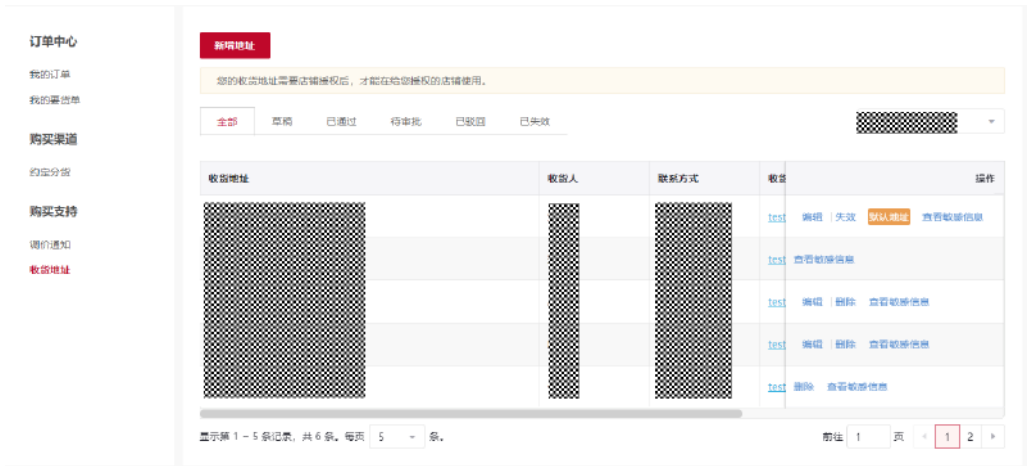 订单中心
我的订单
我的要货单
购买渠道
约定分货
购买支持
调价通知
收货地址
新增地址
您的收货地址需要店铺授权后，才能在给您授权的店铺使用。
全部 草稿 已通过 待审批 已驳回 已失效
收货地址 收货人 联系方式 收货 操作
test 编辑 失效 默认地址 查看敏感信息
test 查看敏感信息
test 编辑 删除 查看敏感信息
test 编辑 删除 查看敏感信息
test 删除 查看敏感信息
显示第 1 - 5 条记录，共 6 条。每页 5 条。 前往 1 页 1 2